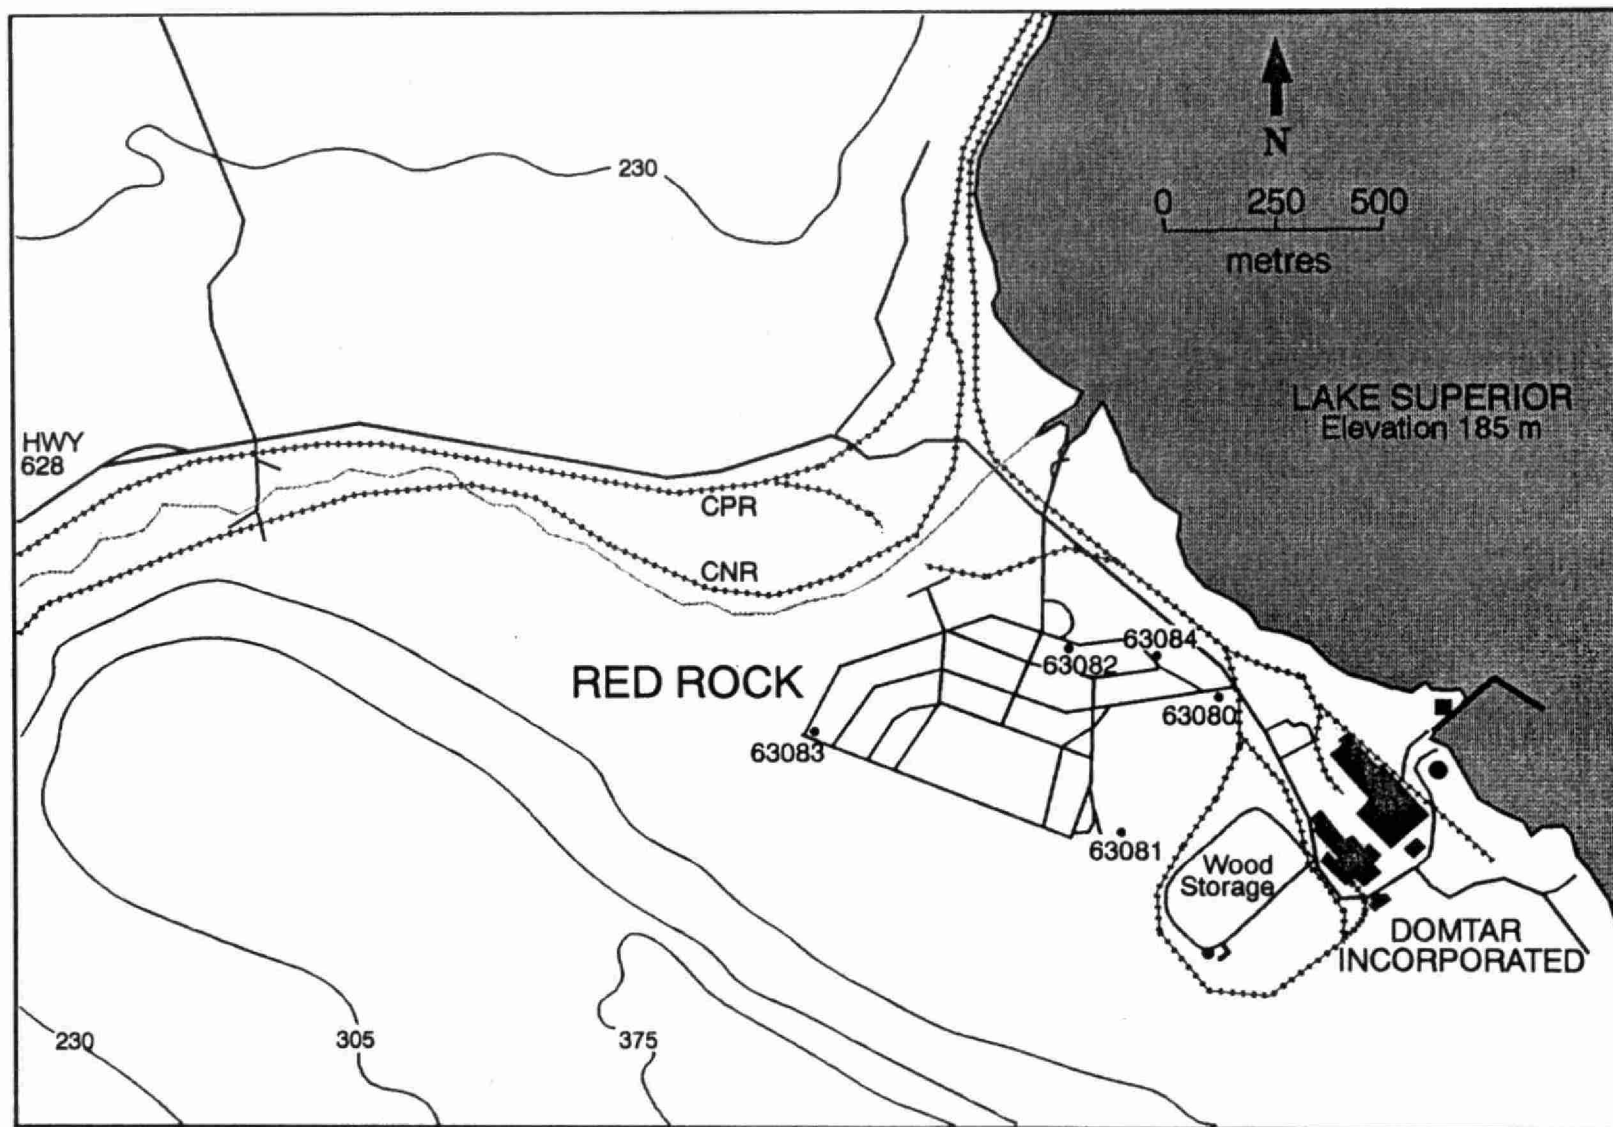 N
0 250 500
metres
230
LAKE SUPERIOR
Elevation 185 m
HWY
628
CPR
CNR
RED ROCK
63084
63082
63080
63083
63081
Wood
Storage
DOMTAR
INCORPORATED
230
305
375